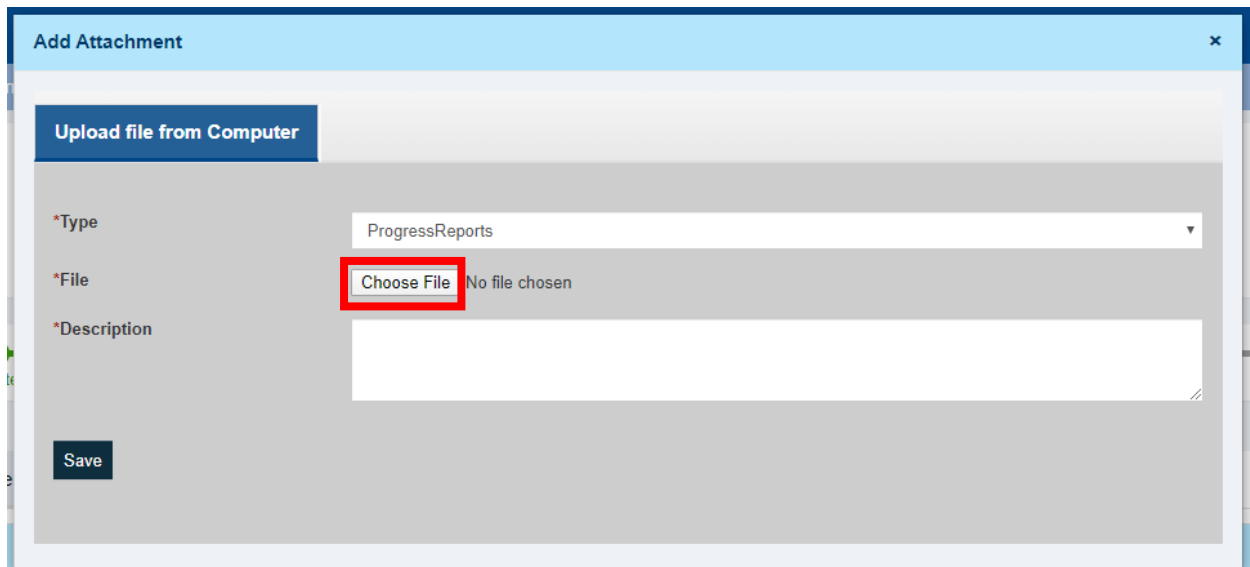 Add Attachment ×
Upload file from Computer
*Type
ProgressReports
*File
Choose File No file chosen
*Description
Save